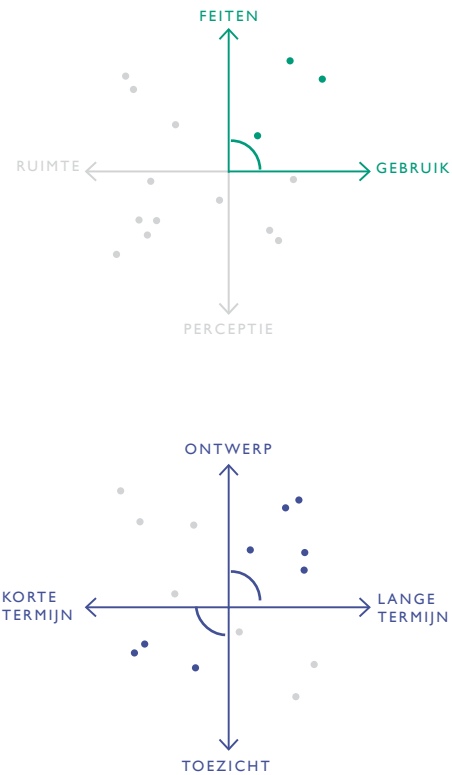 FEITEN
RUIMTE
GEBRUIK
PERCEPTIE
ONTWERP
KORTE
TERMIJN
LANGE
TERMIJN
TOEZICHT